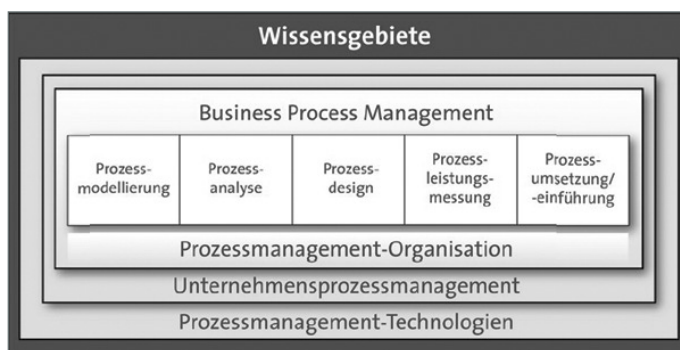 Wissensgebiete
Business Process Management
Prozess-
modellierung
Prozess-
analyse
Prozess-
design
Prozess-
leistungs-
messung
Prozess-
umsetzung/
-einführung
Prozessmanagement-Organisation
Unternehmensprozessmanagement
Prozessmanagement-Technologien